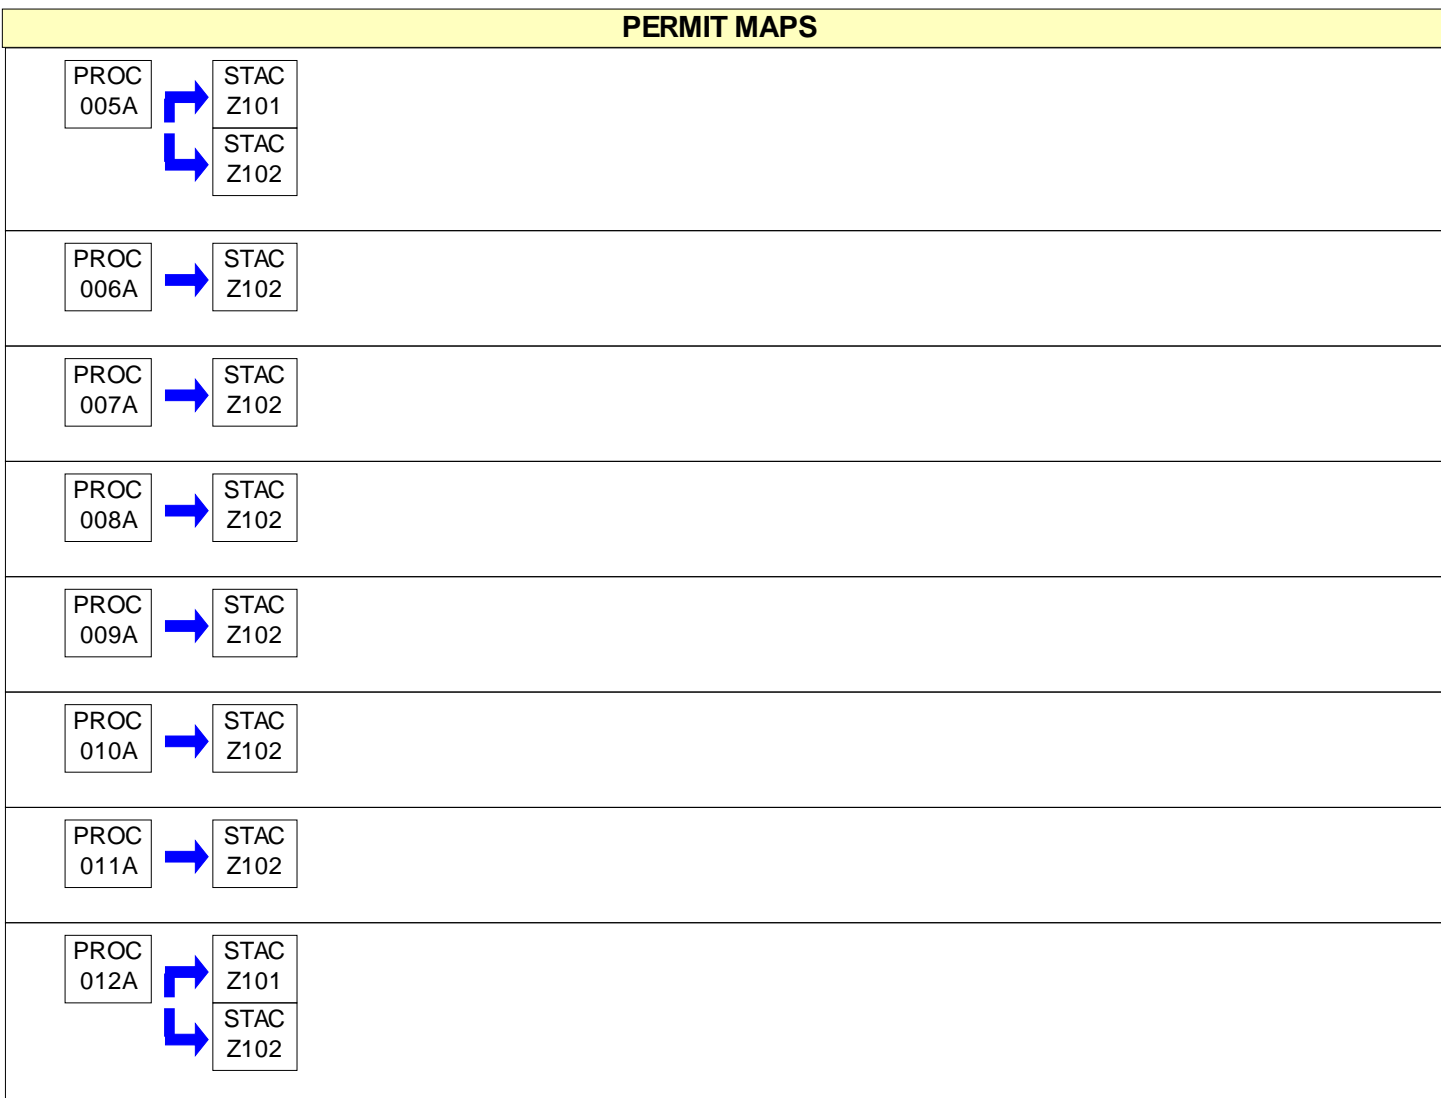 PERMIT MAPS
PROC
005A
STAC
Z101
STAC
Z102
PROC
006A
STAC
Z102
PROC
007A
STAC
Z102
PROC
008A
STAC
Z102
PROC
009A
STAC
Z102
PROC
010A
STAC
Z102
PROC
011A
STAC
Z102
PROC
012A
STAC
Z101
STAC
Z102